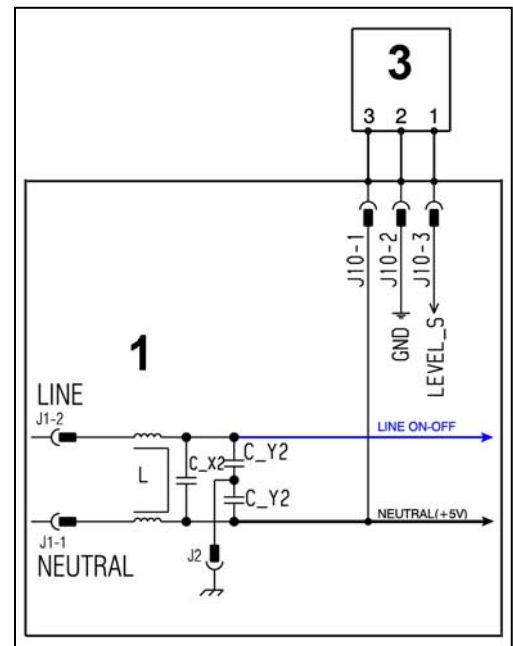 3
3 2 1
J10-1
J10-2
J10-3
GND
LEVEL_S
1
LINE
J1-2
LINE ON-OFF
C_Y2
C_X2
L
C_Y2
NEUTRAL(+5V)
J1-1
NEUTRAL
J2